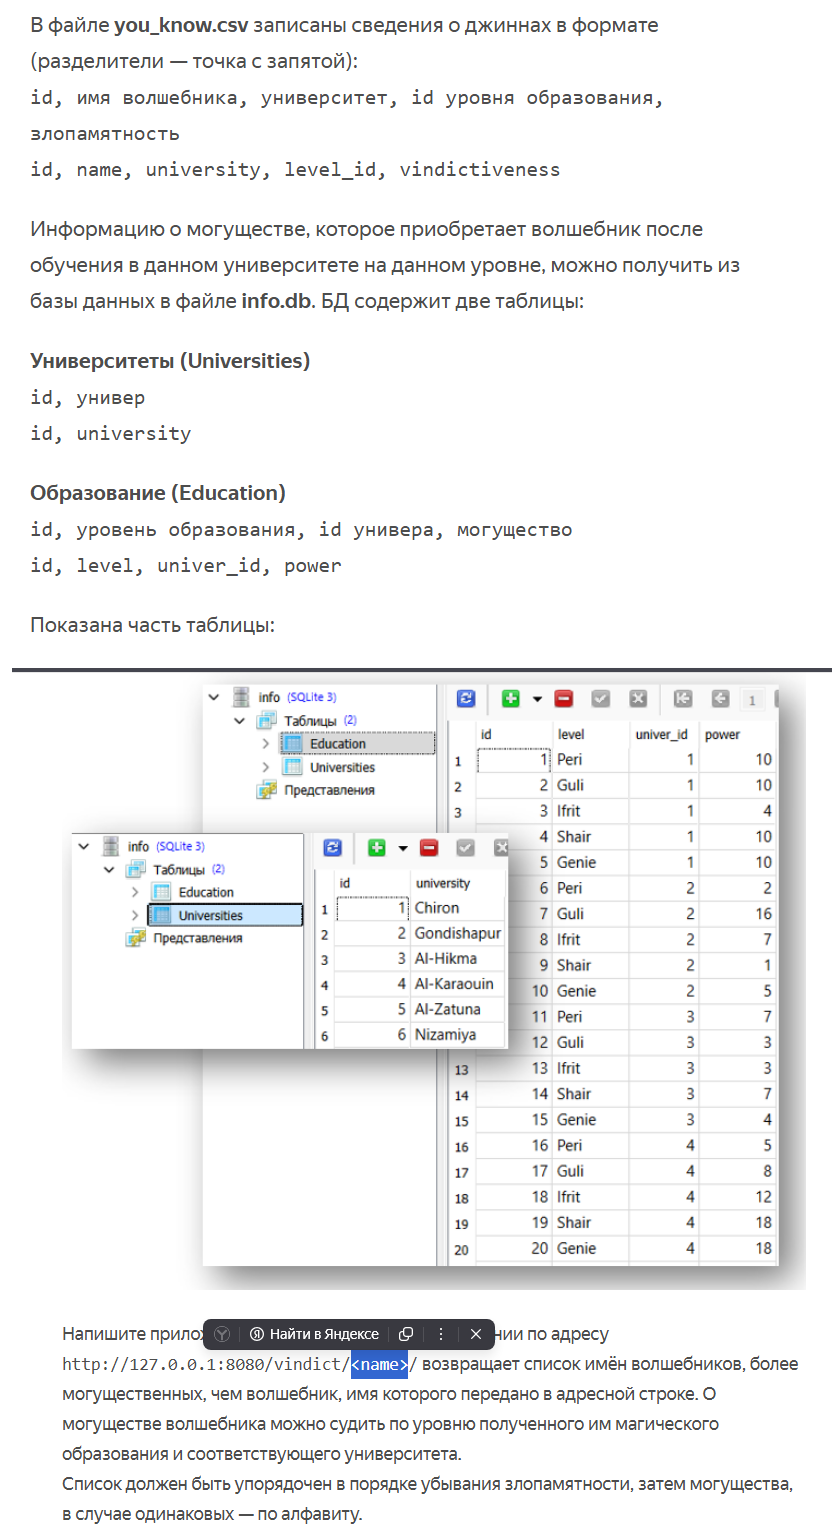 В файле you_know.csv записаны сведения о джиннах в формате
(разделители — точка с запятой):
id, имя волшебника, университет, id уровня образования,
злопамятность
id, name, university, level_id, vindictiveness
Информацию о могуществе, которое приобретает волшебник после
обучения в данном университете на данном уровне, можно получить из
базы данных в файле info.db. БД содержит две таблицы:
Университеты (Universities)
id, универ
id, university
Образование (Education)
id, уровень образования, id универа, могущество
id, level, univer_id, power
Показана часть таблицы:
info (SQLite 3)
Таблицы (2)
Education
Universities
Представления
1
id level univer_id power
1 1 Peri 1 10
2 2 Guli 1 10
3 3 Ifrit 1 4
4 Shair 1 10
5 Genie 1 10
6 Peri 2 2
7 Guli 2 16
8 Ifrit 2 7
9 Shair 2 1
10 Genie 2 5
11 Peri 3 7
12 Guli 3 3
13 13 Ifrit 3 3
14 14 Shair 3 7
15 15 Genie 3 4
16 16 Peri 4 5
17 17 Guli 4 8
18 18 Ifrit 4 12
19 19 Shair 4 18
20 20 Genie 4 18
info (SQLite 3)
Таблицы (2)
Education
Universities
Представления
id university
1 1 Chiron
2 2 Gondishapur
3 3 Al-Hikma
4 4 Al-Karaouin
5 5 Al-Zatuna
6 6 Nizamiya
Найти в Яндексе
Напишите по адресу
http://127.0.0.1:8080/vindict/<name>/ возвращает список имён волшебников, более
могущественных, чем волшебник, имя которого передано в адресной строке. О
могуществе волшебника можно судить по уровню полученного им магического
образования и соответствующего университета.
Список должен быть упорядочен в порядке убывания злопамятности, затем могущества,
в случае одинаковых — по алфавиту.